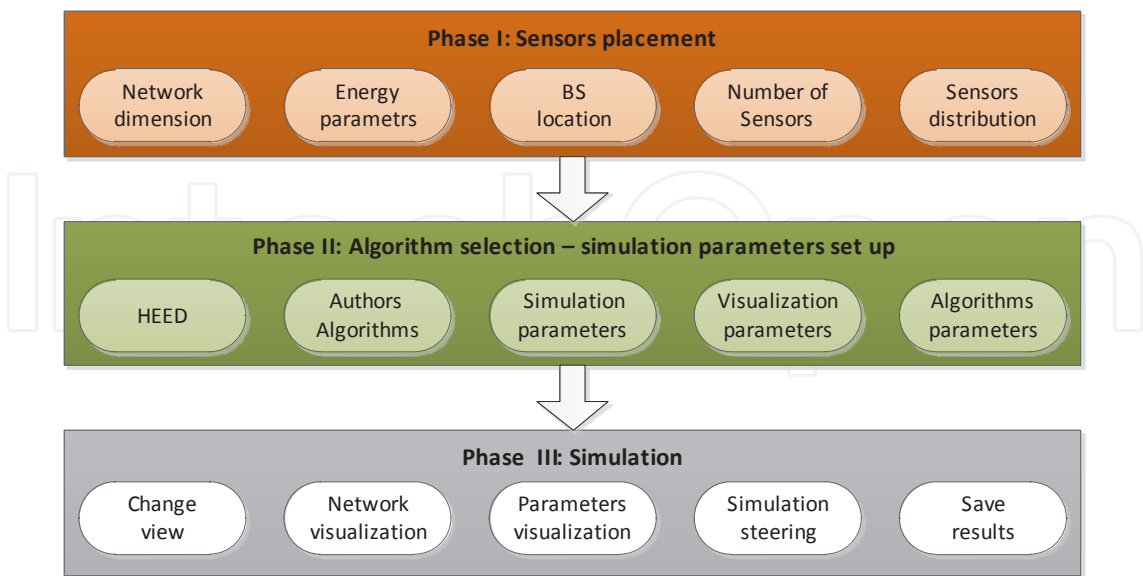 Phase I: Sensors placement
Network
dimension
Energy
parametrs
BS
location
Number of
Sensors
Sensors
distribution
IntechOpen
Phase II: Algorithm selection – simulation parameters set up
HEED
Authors
Algorithms
Simulation
parameters
Visualization
parameters
Algorithms
parameters
Phase III: Simulation
Change
view
Network
visualization
Parameters
visualization
Simulation
steering
Save
results